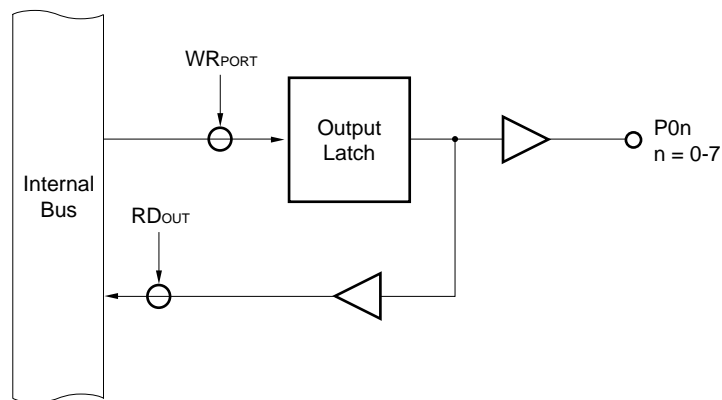 WRPORT
Output
Latch
P0n
n = 0-7
Internal
Bus
RDOUT